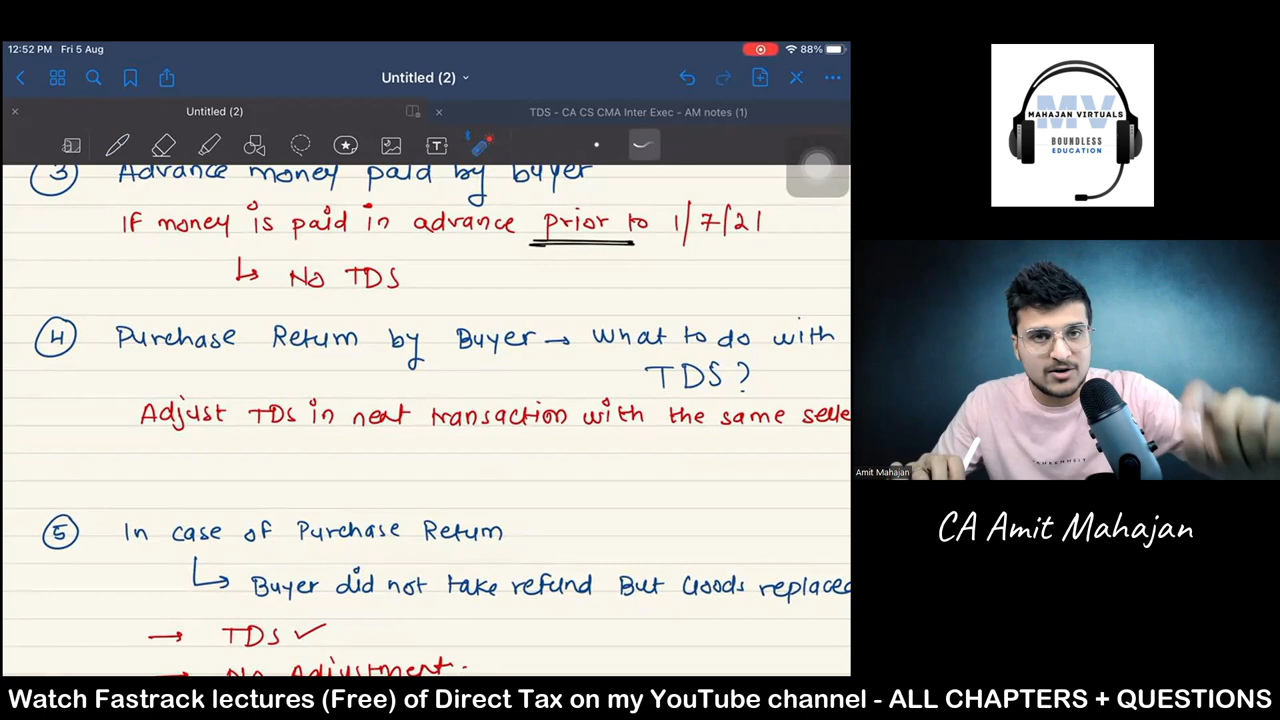 12:52 PM Fri 5 Aug
88%
Untitled (2)
Untitled (2)
TDS - CA CS CMA Inter Exec - AM notes (1)
3 Advance money paid by buyer
If money is paid in advance prior to 1/7/21
↳ No TDS
4 Purchase Return by Buyer → What to do with
TDS?
Adjust TDS in next transaction with the same selle
5 In case of Purchase Return
↳ Buyer did not take refund But Goods replaced
→ TDS ✓
→ No Adjustment.
MV
MAHAJAN VIRTUALS
BOUNDLESS
EDUCATION
FAHRENHEIT
Amit Mahajan
CA Amit Mahajan
Watch Fastrack lectures (Free) of Direct Tax on my YouTube channel - ALL CHAPTERS + QUESTIONS